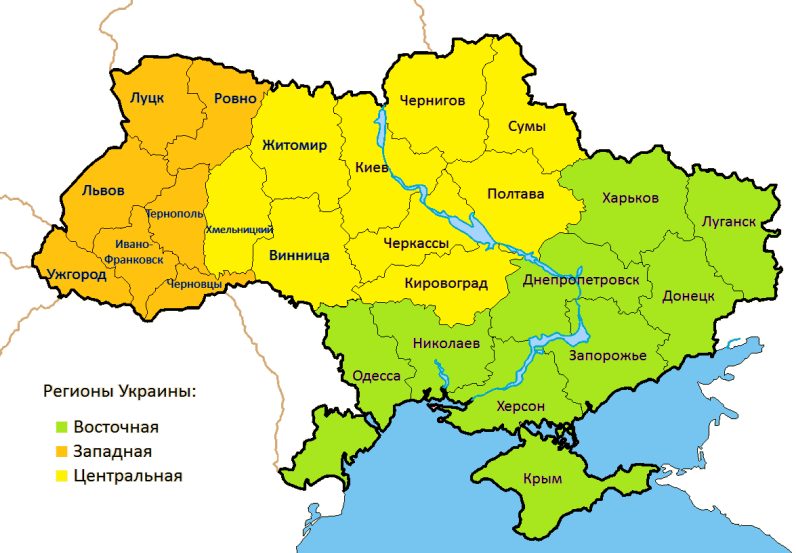 Луцк
Ровно
Чернигов
Сумы
Житомир
Киев
Львов
Тернополь
Хмельницкий
Полтава
Харьков
Луганск
Ивано-
Франковск
Ужгород
Черновцы
Винница
Черкассы
Кировоград
Днепропетровск
Донецк
Николаев
Запорожье
Одесса
Херсон
Крым
Регионы Украины:
Восточная
Западная
Центральная